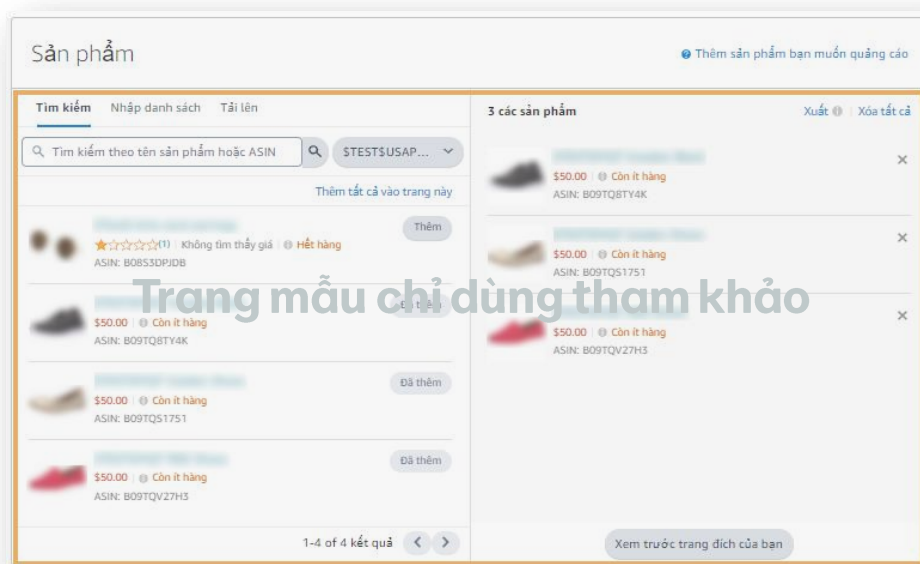 Sản phẩm
Thêm sản phẩm bạn muốn quảng cáo
Tìm kiếm Nhập danh sách Tải lên
Tìm kiếm theo tên sản phẩm hoặc ASIN
$TEST$USAP...
Thêm tất cả vào trang này
Thêm
(1) Không tìm thấy giá Hết hàng
ASIN: B08S3DPJDB
Đã thêm
$50.00 Còn ít hàng
ASIN: B09TQ8TY4K
Đã thêm
$50.00 Còn ít hàng
ASIN: B09TQS1751
Đã thêm
$50.00 Còn ít hàng
ASIN: B09TQV27H3
1-4 of 4 kết quả
3 các sản phẩm
Xuất Xóa tất cả
$50.00 Còn ít hàng
ASIN: B09TQ8TY4K
$50.00 Còn ít hàng
ASIN: B09TQS1751
$50.00 Còn ít hàng
ASIN: B09TQV27H3
Xem trước trang đích của bạn
Trang mẫu chỉ dùng tham khảo